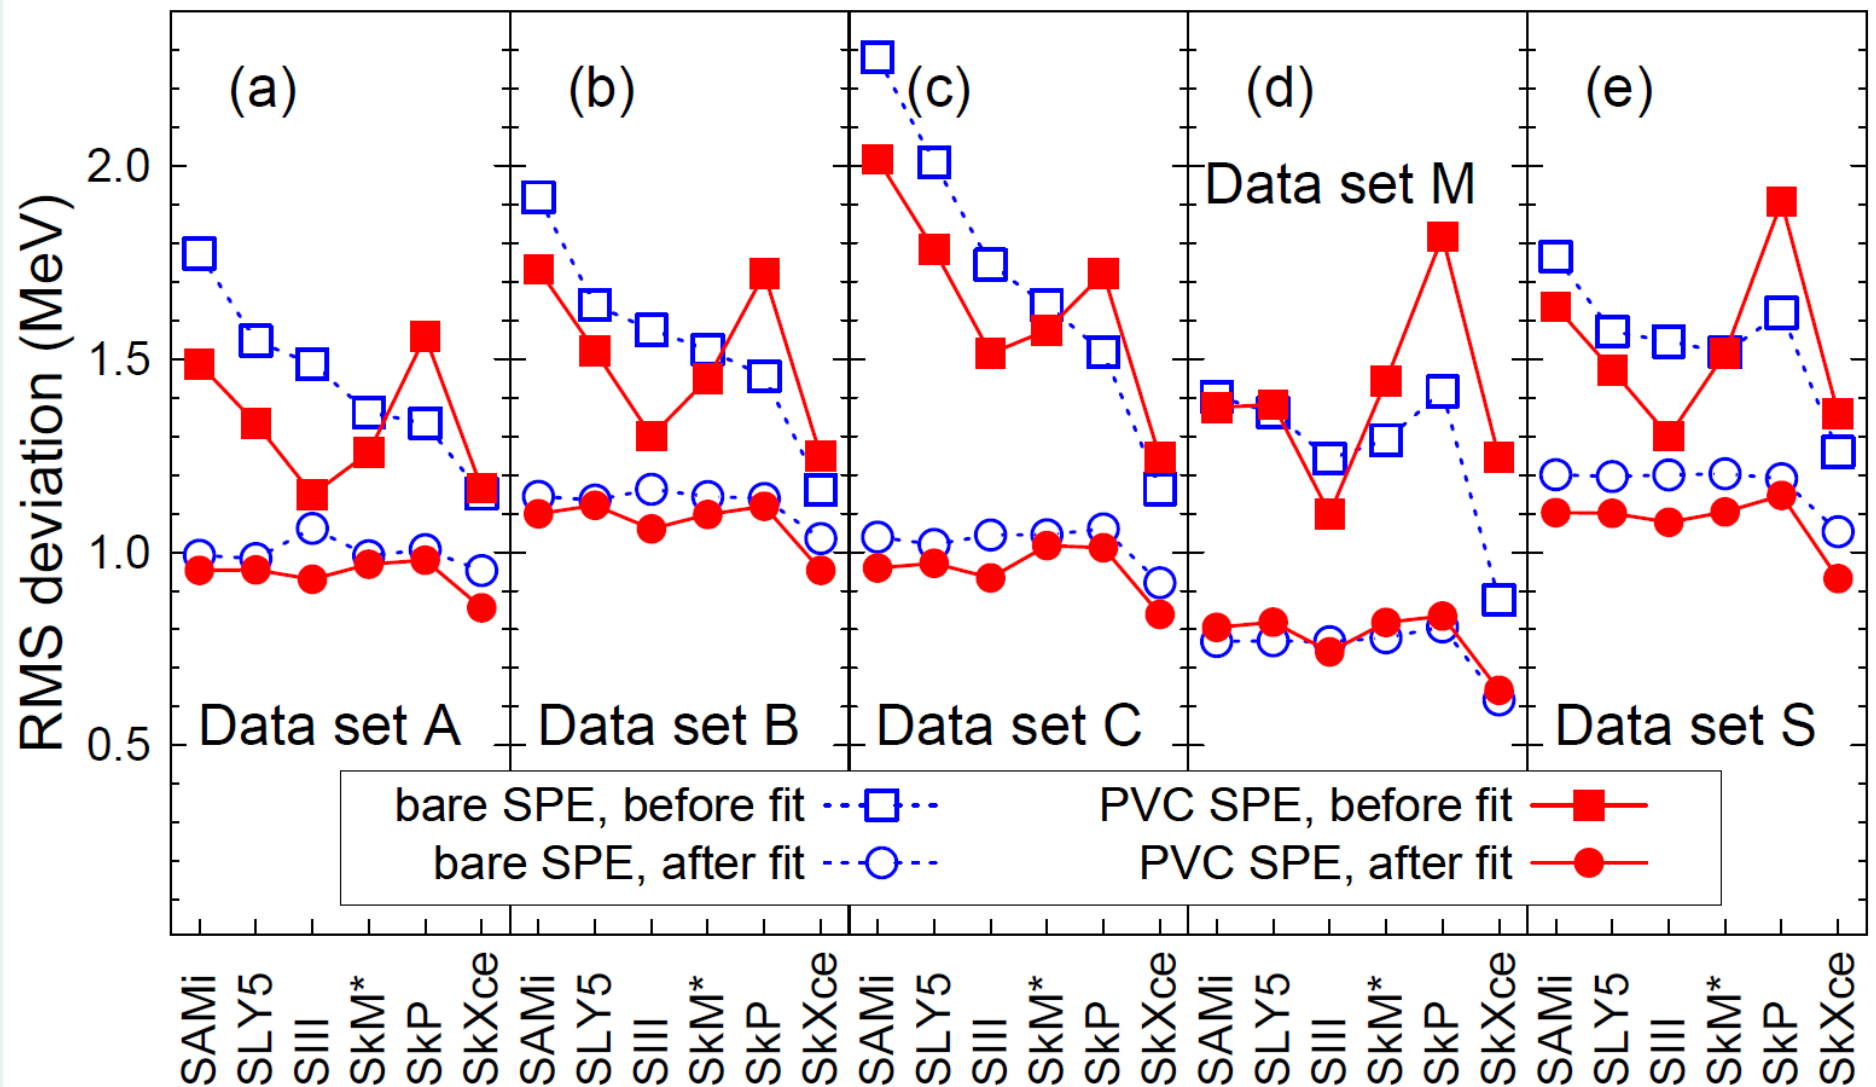 (a) (b) (c) (d) (e)
2.0
1.5
1.0
0.5
RMS deviation (MeV)
Data set M
Data set A Data set B Data set C Data set S
bare SPE, before fit PVC SPE, before fit
bare SPE, after fit PVC SPE, after fit
SAMi SLY5 SIII SkM* SkP SkXce SAMi SLY5 SIII SkM* SkP SkXce SAMi SLY5 SIII SkM* SkP SkXce SAMi SLY5 SIII SkM* SkP SkXce SAMi SLY5 SIII SkM* SkP SkXce